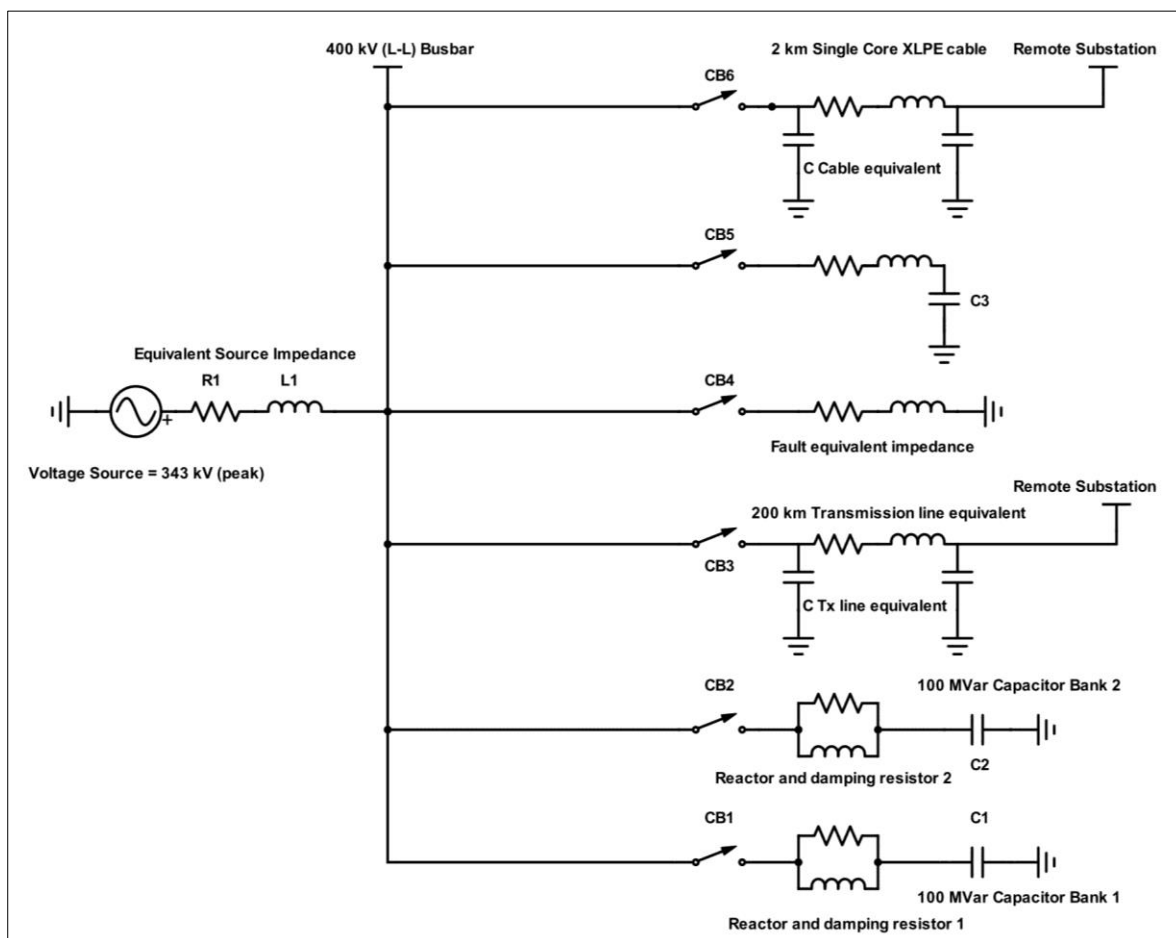 400 kV (L-L) Busbar
2 km Single Core XLPE cable
Remote Substation
CB6
C Cable equivalent
CB5
C3
Equivalent Source Impedance
R1
L1
+
Voltage Source = 343 kV (peak)
CB4
Fault equivalent impedance
Remote Substation
200 km Transmission line equivalent
CB3
C Tx line equivalent
CB2
100 MVar Capacitor Bank 2
C2
Reactor and damping resistor 2
CB1
C1
100 MVar Capacitor Bank 1
Reactor and damping resistor 1